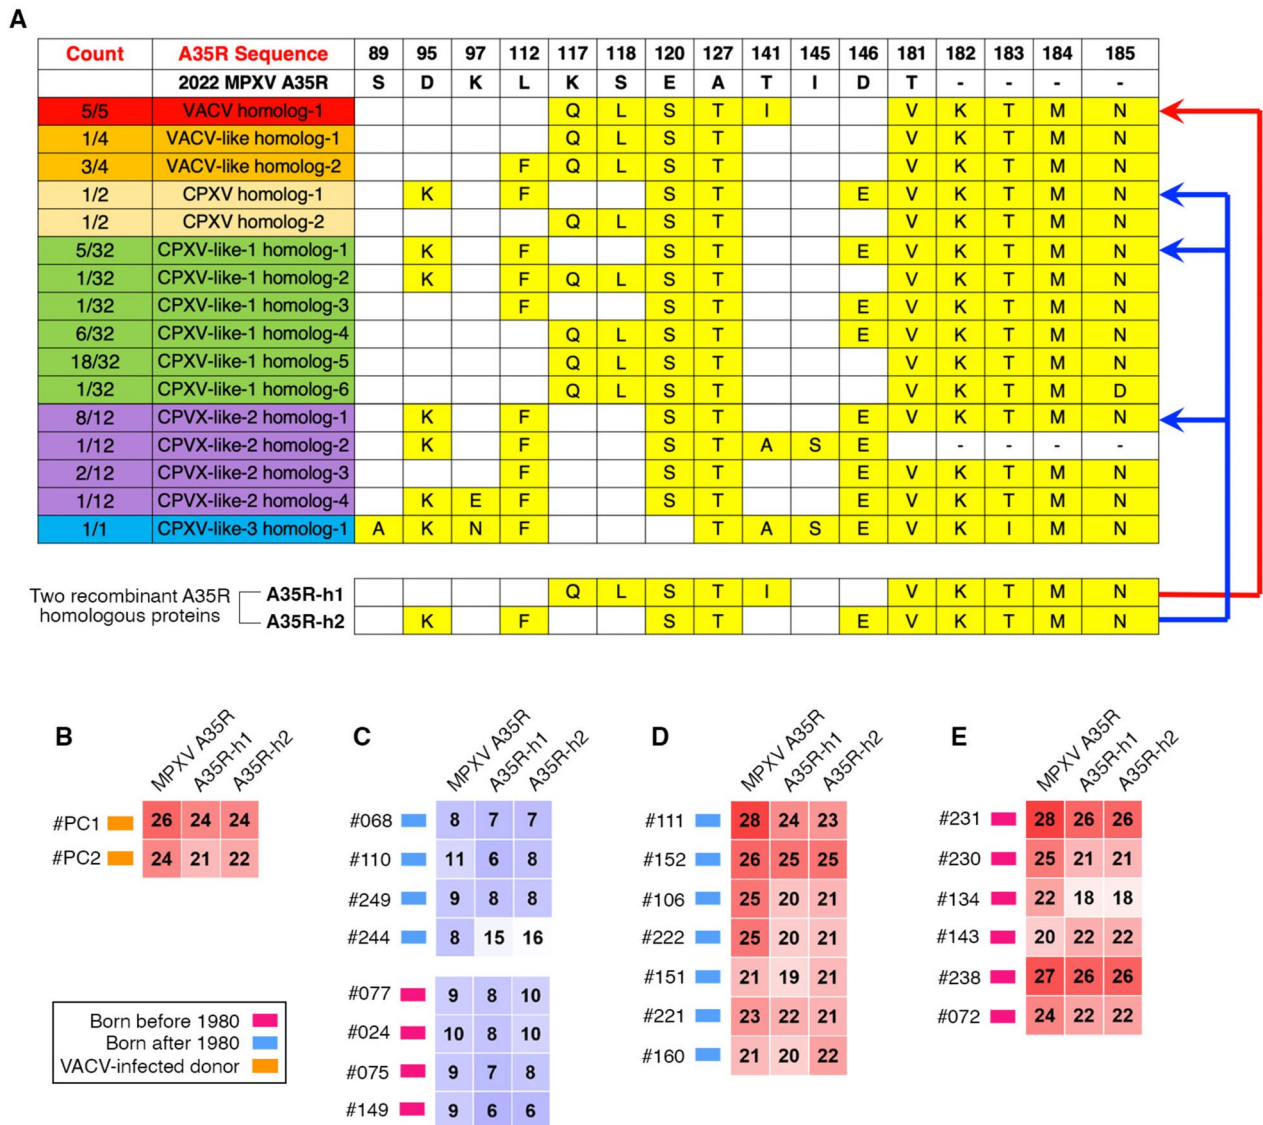 A
Count A35R Sequence 89 95 97 112 117 118 120 127 141 145 146 181 182 183 184 185
2022 MPXV A35R S D K L K S E A T I D T - - - -
5/5 VACV homolog-1 Q L S T I V K T M N
1/4 VACV-like homolog-1 Q L S T V K T M N
3/4 VACV-like homolog-2 F Q L S T V K T M N
1/2 CPXV homolog-1 K F S T E V K T M N
1/2 CPXV homolog-2 Q L S T V K T M N
5/32 CPXV-like-1 homolog-1 K F S T E V K T M N
1/32 CPXV-like-1 homolog-2 K F Q L S T V K T M N
1/32 CPXV-like-1 homolog-3 F S T E V K T M N
6/32 CPXV-like-1 homolog-4 Q L S T E V K T M N
18/32 CPXV-like-1 homolog-5 Q L S T V K T M N
1/32 CPXV-like-1 homolog-6 Q L S T V K T M D
8/12 CPVX-like-2 homolog-1 K F S T E V K T M N
1/12 CPVX-like-2 homolog-2 K F S T A S E - - - -
2/12 CPVX-like-2 homolog-3 F S T E V K T M N
1/12 CPVX-like-2 homolog-4 K E F S T E V K T M N
1/1 CPXV-like-3 homolog-1 A K N F T A S E V K I M N
Two recombinant A35R
homologous proteins
A35R-h1 Q L S T I V K T M N
A35R-h2 K F S T E V K T M N
B
MPXV A35R A35R-h1 A35R-h2
#PC1 26 24 24
#PC2 24 21 22
Born before 1980
Born after 1980
VACV-infected donor
C
MPXV A35R A35R-h1 A35R-h2
#068 8 7 7
#110 11 6 8
#249 9 8 8
#244 8 15 16
#077 9 8 10
#024 10 8 10
#075 9 7 8
#149 9 6 6
D
MPXV A35R A35R-h1 A35R-h2
#111 28 24 23
#152 26 25 25
#106 25 20 21
#222 25 20 21
#151 21 19 21
#221 23 22 21
#160 21 20 22
E
MPXV A35R A35R-h1 A35R-h2
#231 28 26 26
#230 25 21 21
#134 22 18 18
#143 20 22 22
#238 27 26 26
#072 24 22 22